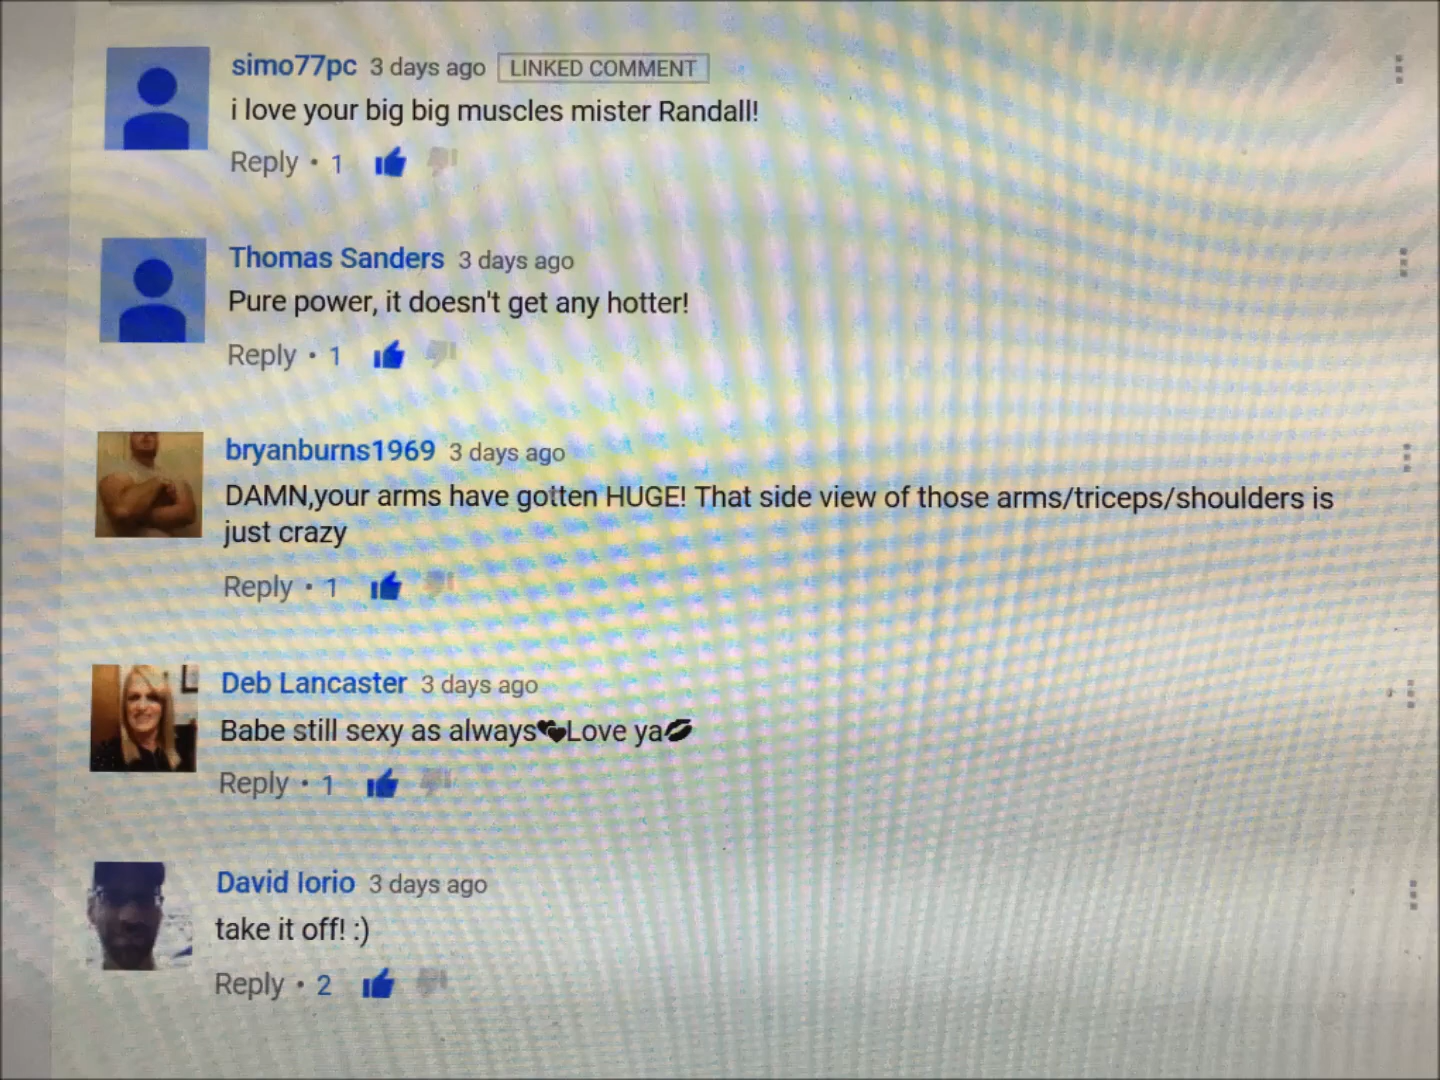 simo77pc 3 days ago LINKED COMMENT
i love your big big muscles mister Randall!
Reply • 1
Thomas Sanders 3 days ago
Pure power, it doesn't get any hotter!
Reply • 1
bryanburns1969 3 days ago
DAMN,your arms have gotten HUGE! That side view of those arms/triceps/shoulders is
just crazy
Reply • 1
Deb Lancaster 3 days ago
Babe still sexy as always💕Love ya💋
Reply • 1
David Iorio 3 days ago
take it off! :)
Reply • 2